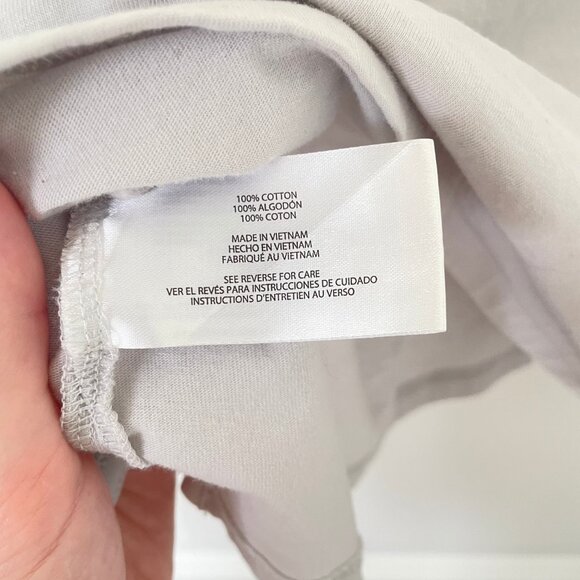 100% COTTON
100% ALGODÓN
100% COTON
MADE IN VIETNAM
HECHO EN VIETNAM
FABRIQUÉ AU VIETNAM
SEE REVERSE FOR CARE
VER EL REVÉS PARA INSTRUCCIONES DE CUIDADO
INSTRUCTIONS D'ENTRETIEN AU VERSO